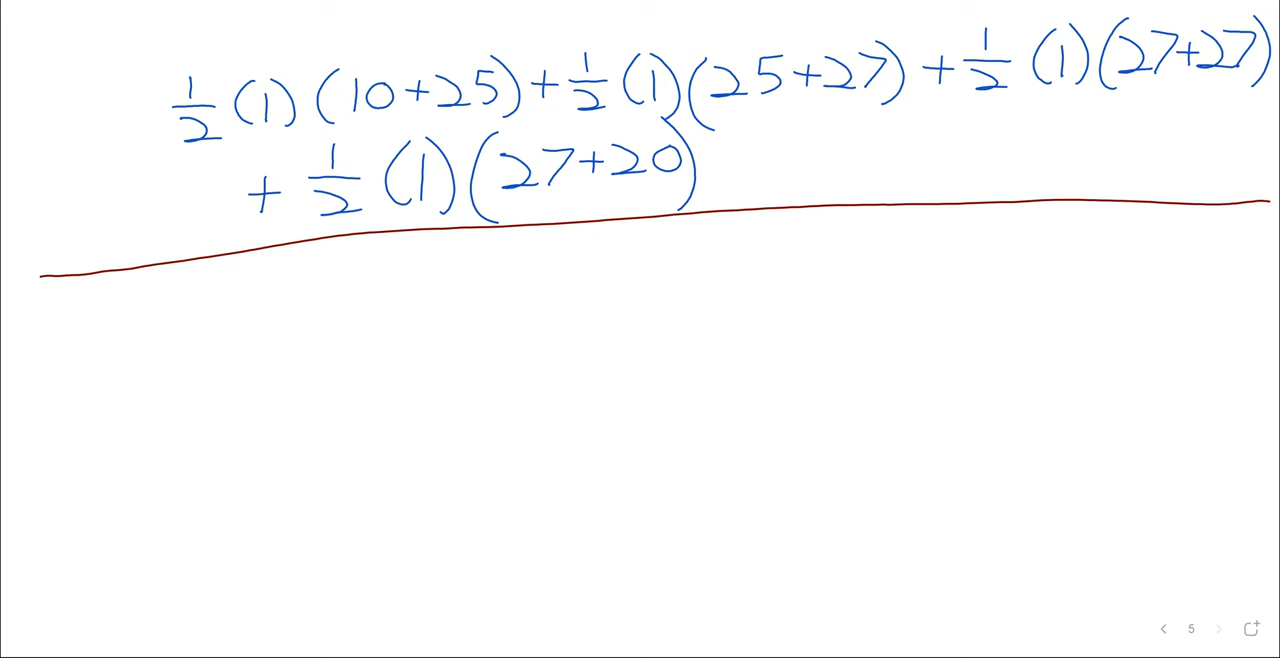 1/2 (1) (10+25) + 1/2 (1) (25+27) + 1/2 (1) (27+27)
+ 1/2 (1) (27+20)
< 5 >